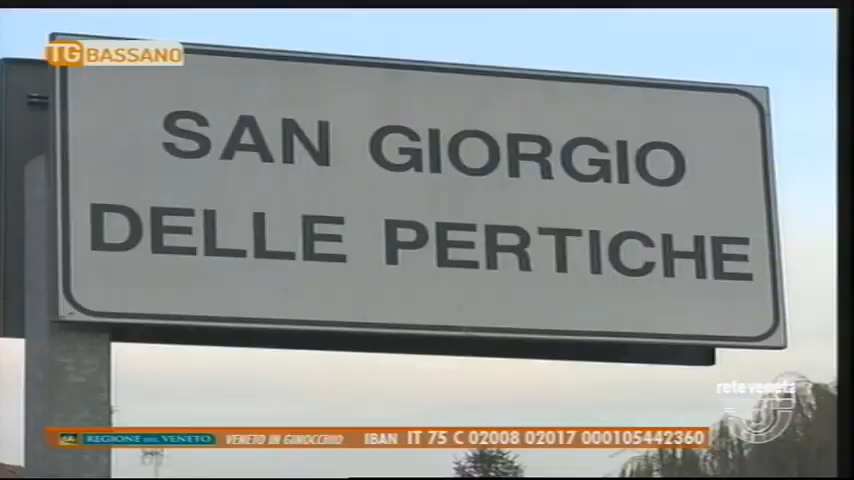 TG BASSANO
SAN GIORGIO
DELLE PERTICHE
rete veneta
REGIONE DEL VENETO VENETO IN GINOCCHIO IBAN IT 75 C 02008 02017 000105442360